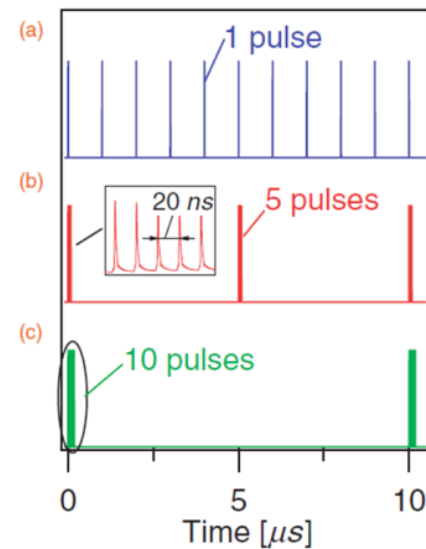 (a)
1 pulse
(b)
20 ns
5 pulses
(c)
10 pulses
0 5 10
Time [µs]